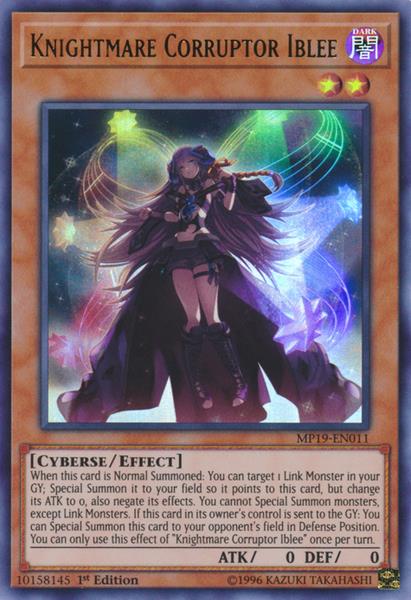 KNIGHTMARE CORRUPTOR IBLEE
DARK
闇
MP19-EN011
[CYBERSE/EFFECT]
When this card is Normal Summoned: You can target 1 Link Monster in your
GY; Special Summon it to your field so it points to this card, but change
its ATK to 0, also negate its effects. You cannot Special Summon monsters,
except Link Monsters. If this card in its owner's control is sent to the GY: You
can Special Summon this card to your opponent's field in Defense Position.
You can only use this effect of "Knightmare Corruptor Iblee" once per turn.
ATK/ 0 DEF/ 0
10158145 1st Edition ©1996 KAZUKI TAKAHASHI